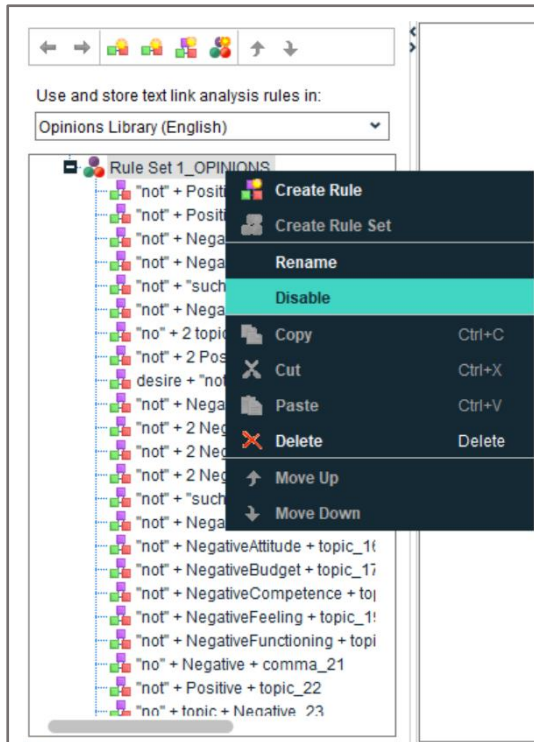 Use and store text link analysis rules in:
Opinions Library (English)
Rule Set 1_OPINIONS
"not" + Positi
Create Rule
"not" + Positi
Create Rule Set
"not" + Nega
"not" + Nega
Rename
"not" + "such
Disable
"not" + Nega
"no" + 2 topic
Copy Ctrl+C
"not" + 2 Pos
Cut Ctrl+X
desire + "not
"not" + Nega
Paste Ctrl+V
"not" + 2 Neg
Delete Delete
"not" + 2 Neg
"not" + 2 Neg
Move Up
"not" + "such
Move Down
"not" + Nega
"not" + NegativeAttitude + topic_16
"not" + NegativeBudget + topic_17
"not" + NegativeCompetence + to
"not" + NegativeFeeling + topic_19
"not" + NegativeFunctioning + topi
"no" + Negative + comma_21
"not" + Positive + topic_22
"no" + topic + Negative_23